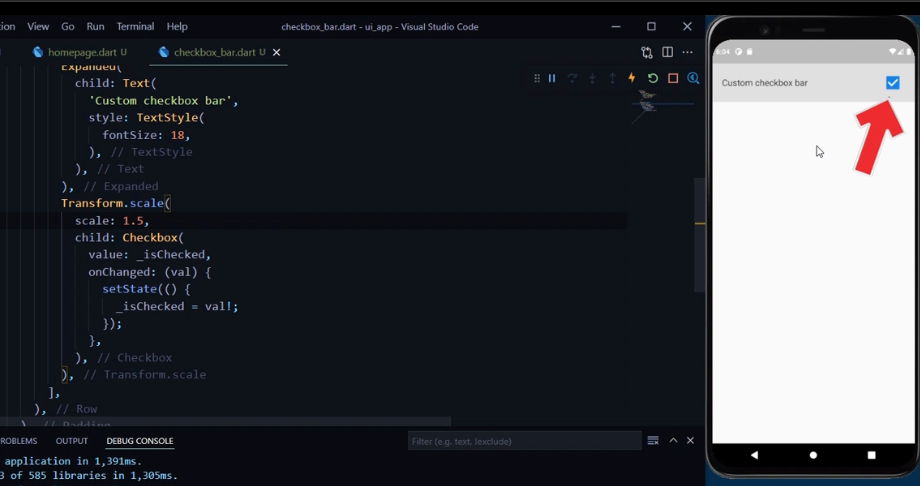 tion View Go Run Terminal Help checkbox_bar.dart - ui_app - Visual Studio Code
homepage.dart U checkbox_bar.dart U
Expanded(
child: Text(
'Custom checkbox bar',
style: TextStyle(
fontSize: 18,
), // TextStyle
), // Text
), // Expanded
Transform.scale(
scale: 1.5,
child: Checkbox(
value: _isChecked,
onChanged: (val) {
setState(() {
_isChecked = val!;
});
},
), // Checkbox
), // Transform.scale
],
), // Row
), // Padding
ROBLEMS OUTPUT DEBUG CONSOLE
Filter (e.g. text, !exclude)
application in 1,391ms.
3 of 585 libraries in 1,305ms.
6:04
Custom checkbox bar